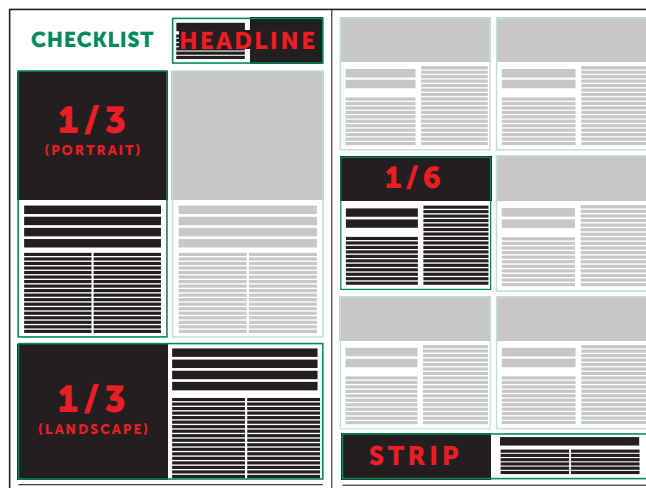 CHECKLIST
HEADLINE
1/3
(PORTRAIT)
1/3
(LANDSCAPE)
1/6
STRIP